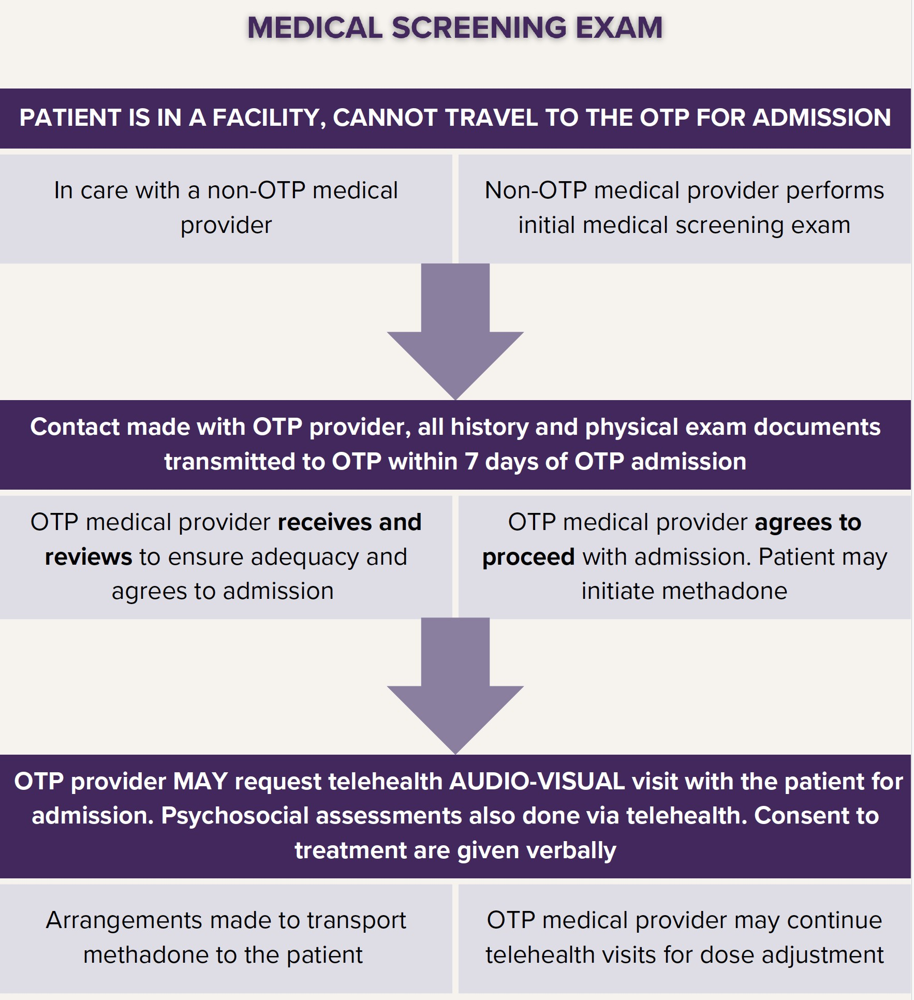 MEDICAL SCREENING EXAM
PATIENT IS IN A FACILITY, CANNOT TRAVEL TO THE OTP FOR ADMISSION
In care with a non-OTP medical
provider
Non-OTP medical provider performs
initial medical screening exam
Contact made with OTP provider, all history and physical exam documents
transmitted to OTP within 7 days of OTP admission
OTP medical provider receives and
reviews to ensure adequacy and
agrees to admission
OTP medical provider agrees to
proceed with admission. Patient may
initiate methadone
OTP provider MAY request telehealth AUDIO-VISUAL visit with the patient for
admission. Psychosocial assessments also done via telehealth. Consent to
treatment are given verbally
Arrangements made to transport
methadone to the patient
OTP medical provider may continue
telehealth visits for dose adjustment